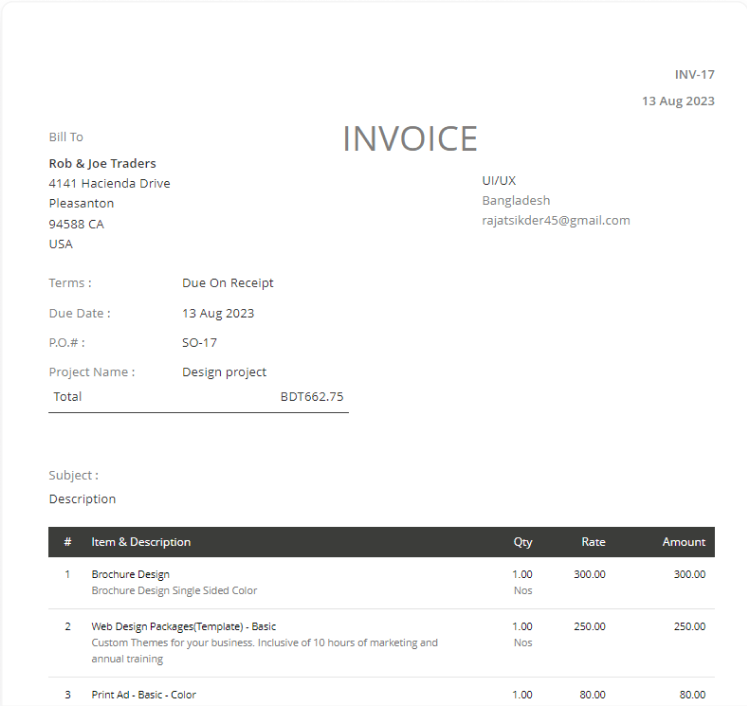 INV-17
13 Aug 2023
INVOICE
Bill To
Rob & Joe Traders
4141 Hacienda Drive
Pleasanton
94588 CA
USA
UI/UX
Bangladesh
rajatsikder45@gmail.com
Terms : Due On Receipt
Due Date : 13 Aug 2023
P.O.# : SO-17
Project Name : Design project
Total BDT662.75
Subject :
Description
# Item & Description Qty Rate Amount
1 Brochure Design 1.00 300.00 300.00
Brochure Design Single Sided Color Nos
2 Web Design Packages(Template) - Basic 1.00 250.00 250.00
Custom Themes for your business. Inclusive of 10 hours of marketing and Nos
annual training
3 Print Ad - Basic - Color 1.00 80.00 80.00